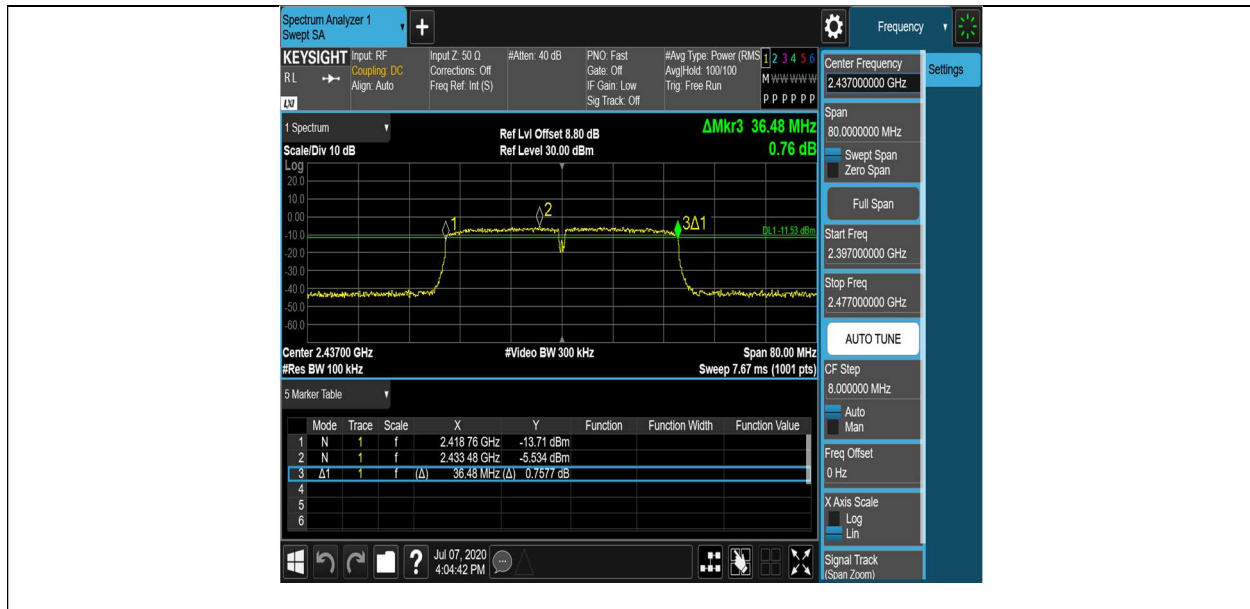 Spectrum Analyzer 1
Swept SA
+
Frequency
KEYSIGHT
RL
LXI
Input: RF
Coupling: DC
Align: Auto
Input Z: 50 Ω
Corrections: Off
Freq Ref: Int (S)
#Atten: 40 dB
PNO: Fast
Gate: Off
IF Gain: Low
Sig Track: Off
#Avg Type: Power (RMS
Avg|Hold: 100/100
Trig: Free Run
1 2 3 4 5 6
M W W W W W
P P P P P P
1 Spectrum
Scale/Div 10 dB
Ref Lvl Offset 8.80 dB
Ref Level 30.00 dBm
ΔMkr3 36.48 MHz
0.76 dB
Log
20.0
10.0
0.00
-10.0
-20.0
-30.0
-40.0
-50.0
-60.0
1
2
3Δ1
DL1 -11.53 dBm
Center 2.43700 GHz
#Video BW 300 kHz
Span 80.00 MHz
#Res BW 100 kHz
Sweep 7.67 ms (1001 pts)
5 Marker Table
Mode Trace Scale X Y Function Function Width Function Value
1 N 1 f 2.418 76 GHz -13.71 dBm
2 N 1 f 2.433 48 GHz -5.534 dBm
3 Δ1 1 f (Δ) 36.48 MHz (Δ) 0.7577 dB
4
5
6
?
Jul 07, 2020
4:04:42 PM
Center Frequency
2.437000000 GHz
Settings
Span
80.0000000 MHz
Swept Span
Zero Span
Full Span
Start Freq
2.397000000 GHz
Stop Freq
2.477000000 GHz
AUTO TUNE
CF Step
8.000000 MHz
Auto
Man
Freq Offset
0 Hz
X Axis Scale
Log
Lin
Signal Track
(Span Zoom)